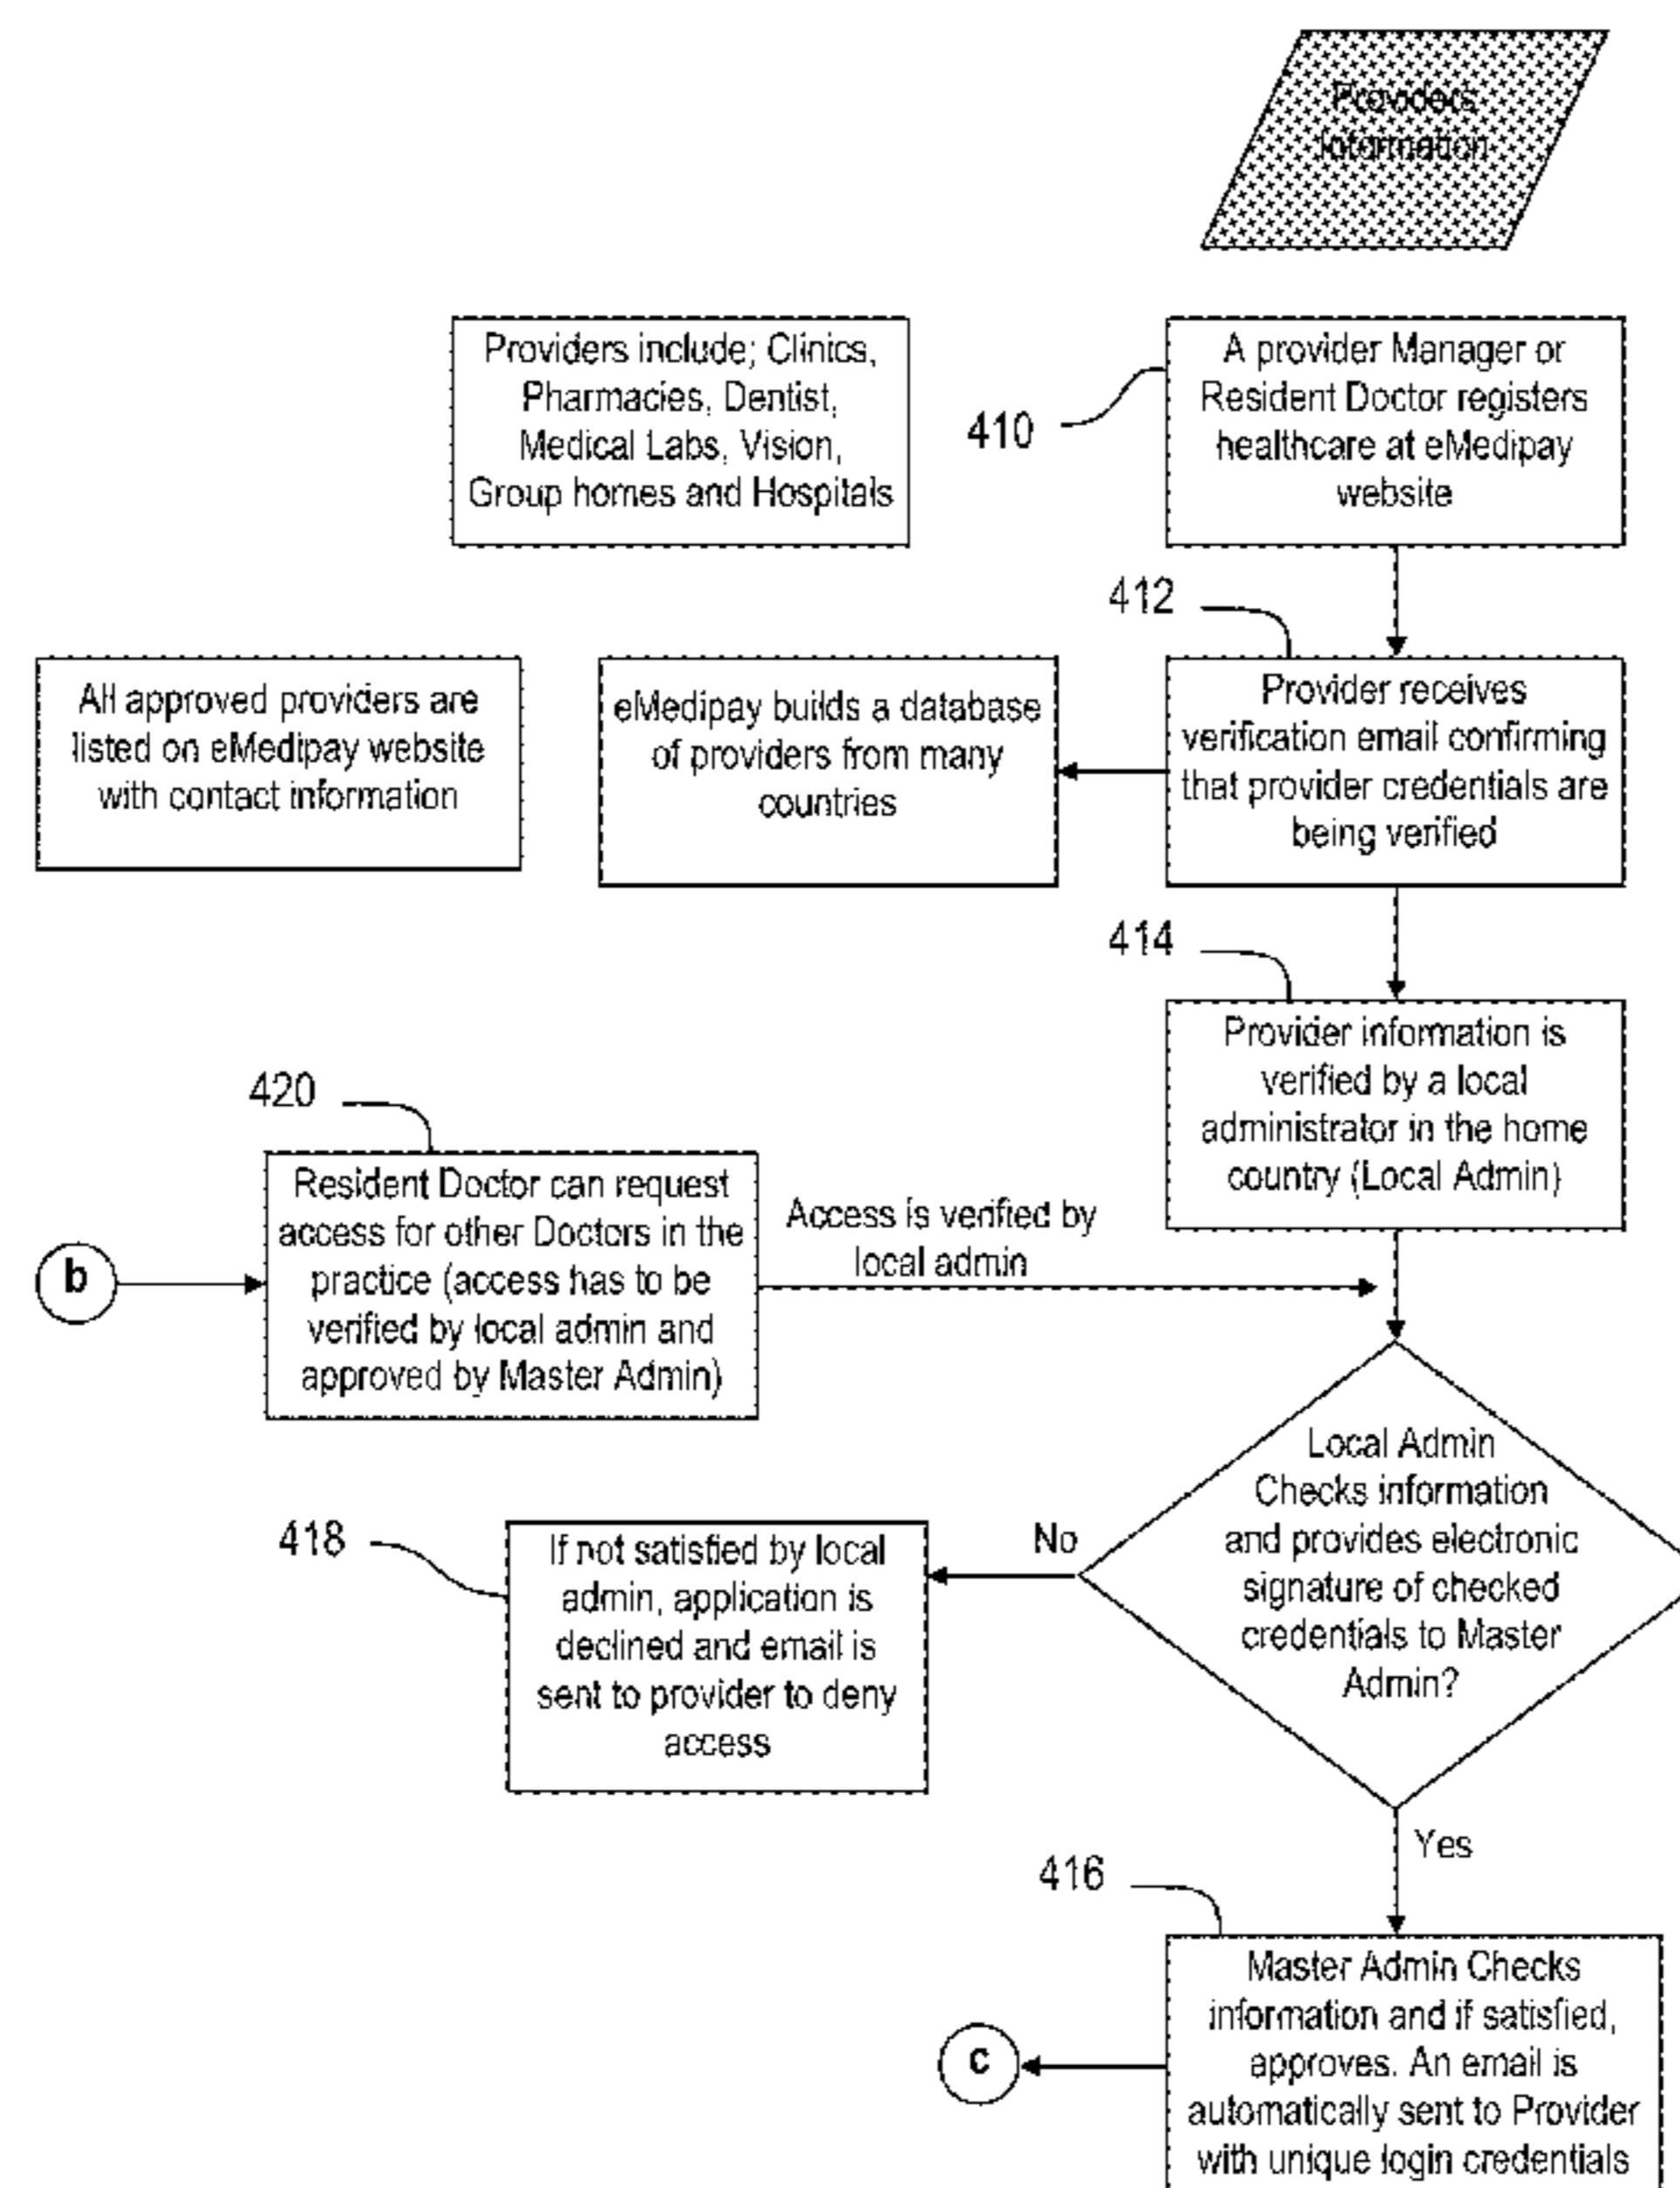 Providers
Information
Providers include; Clinics,
Pharmacies, Dentist,
Medical Labs, Vision,
Group homes and Hospitals
410
A provider Manager or
Resident Doctor registers
healthcare at eMedipay
website
412
All approved providers are
listed on eMedipay website
with contact information
eMedipay builds a database
of providers from many
countries
Provider receives
verification email confirming
that provider credentials are
being verified
414
Provider information is
verified by a local
administrator in the home
country (Local Admin)
420
Resident Doctor can request
access for other Doctors in the
practice (access has to be
verified by local admin and
approved by Master Admin)
b
Access is verified by
local admin
Local Admin
Checks information
and provides electronic
signature of checked
credentials to Master
Admin?
No
418
If not satisfied by local
admin, application is
declined and email is
sent to provider to deny
access
Yes
416
Master Admin Checks
information and if satisfied,
approves. An email is
automatically sent to Provider
with unique login credentials
c